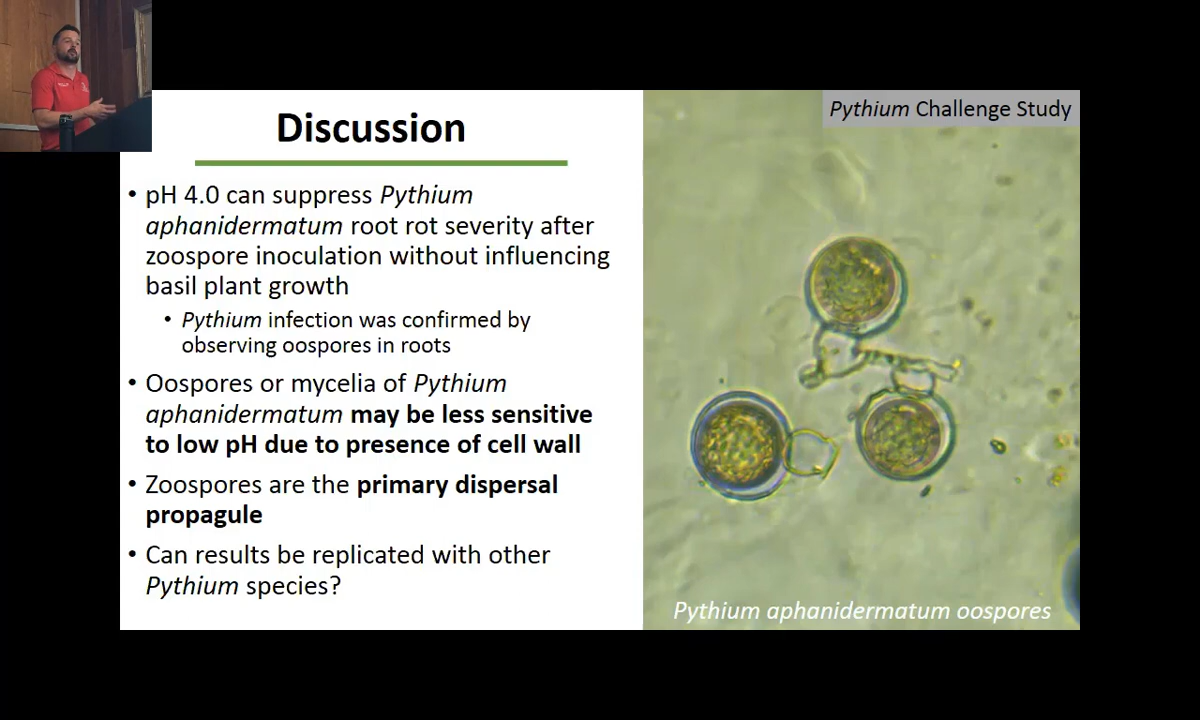 Discussion
• pH 4.0 can suppress Pythium
aphanidermatum root rot severity after
zoospore inoculation without influencing
basil plant growth
• Pythium infection was confirmed by
observing oospores in roots
• Oospores or mycelia of Pythium
aphanidermatum may be less sensitive
to low pH due to presence of cell wall
• Zoospores are the primary dispersal
propagule
• Can results be replicated with other
Pythium species?
Pythium Challenge Study
Pythium aphanidermatum oospores